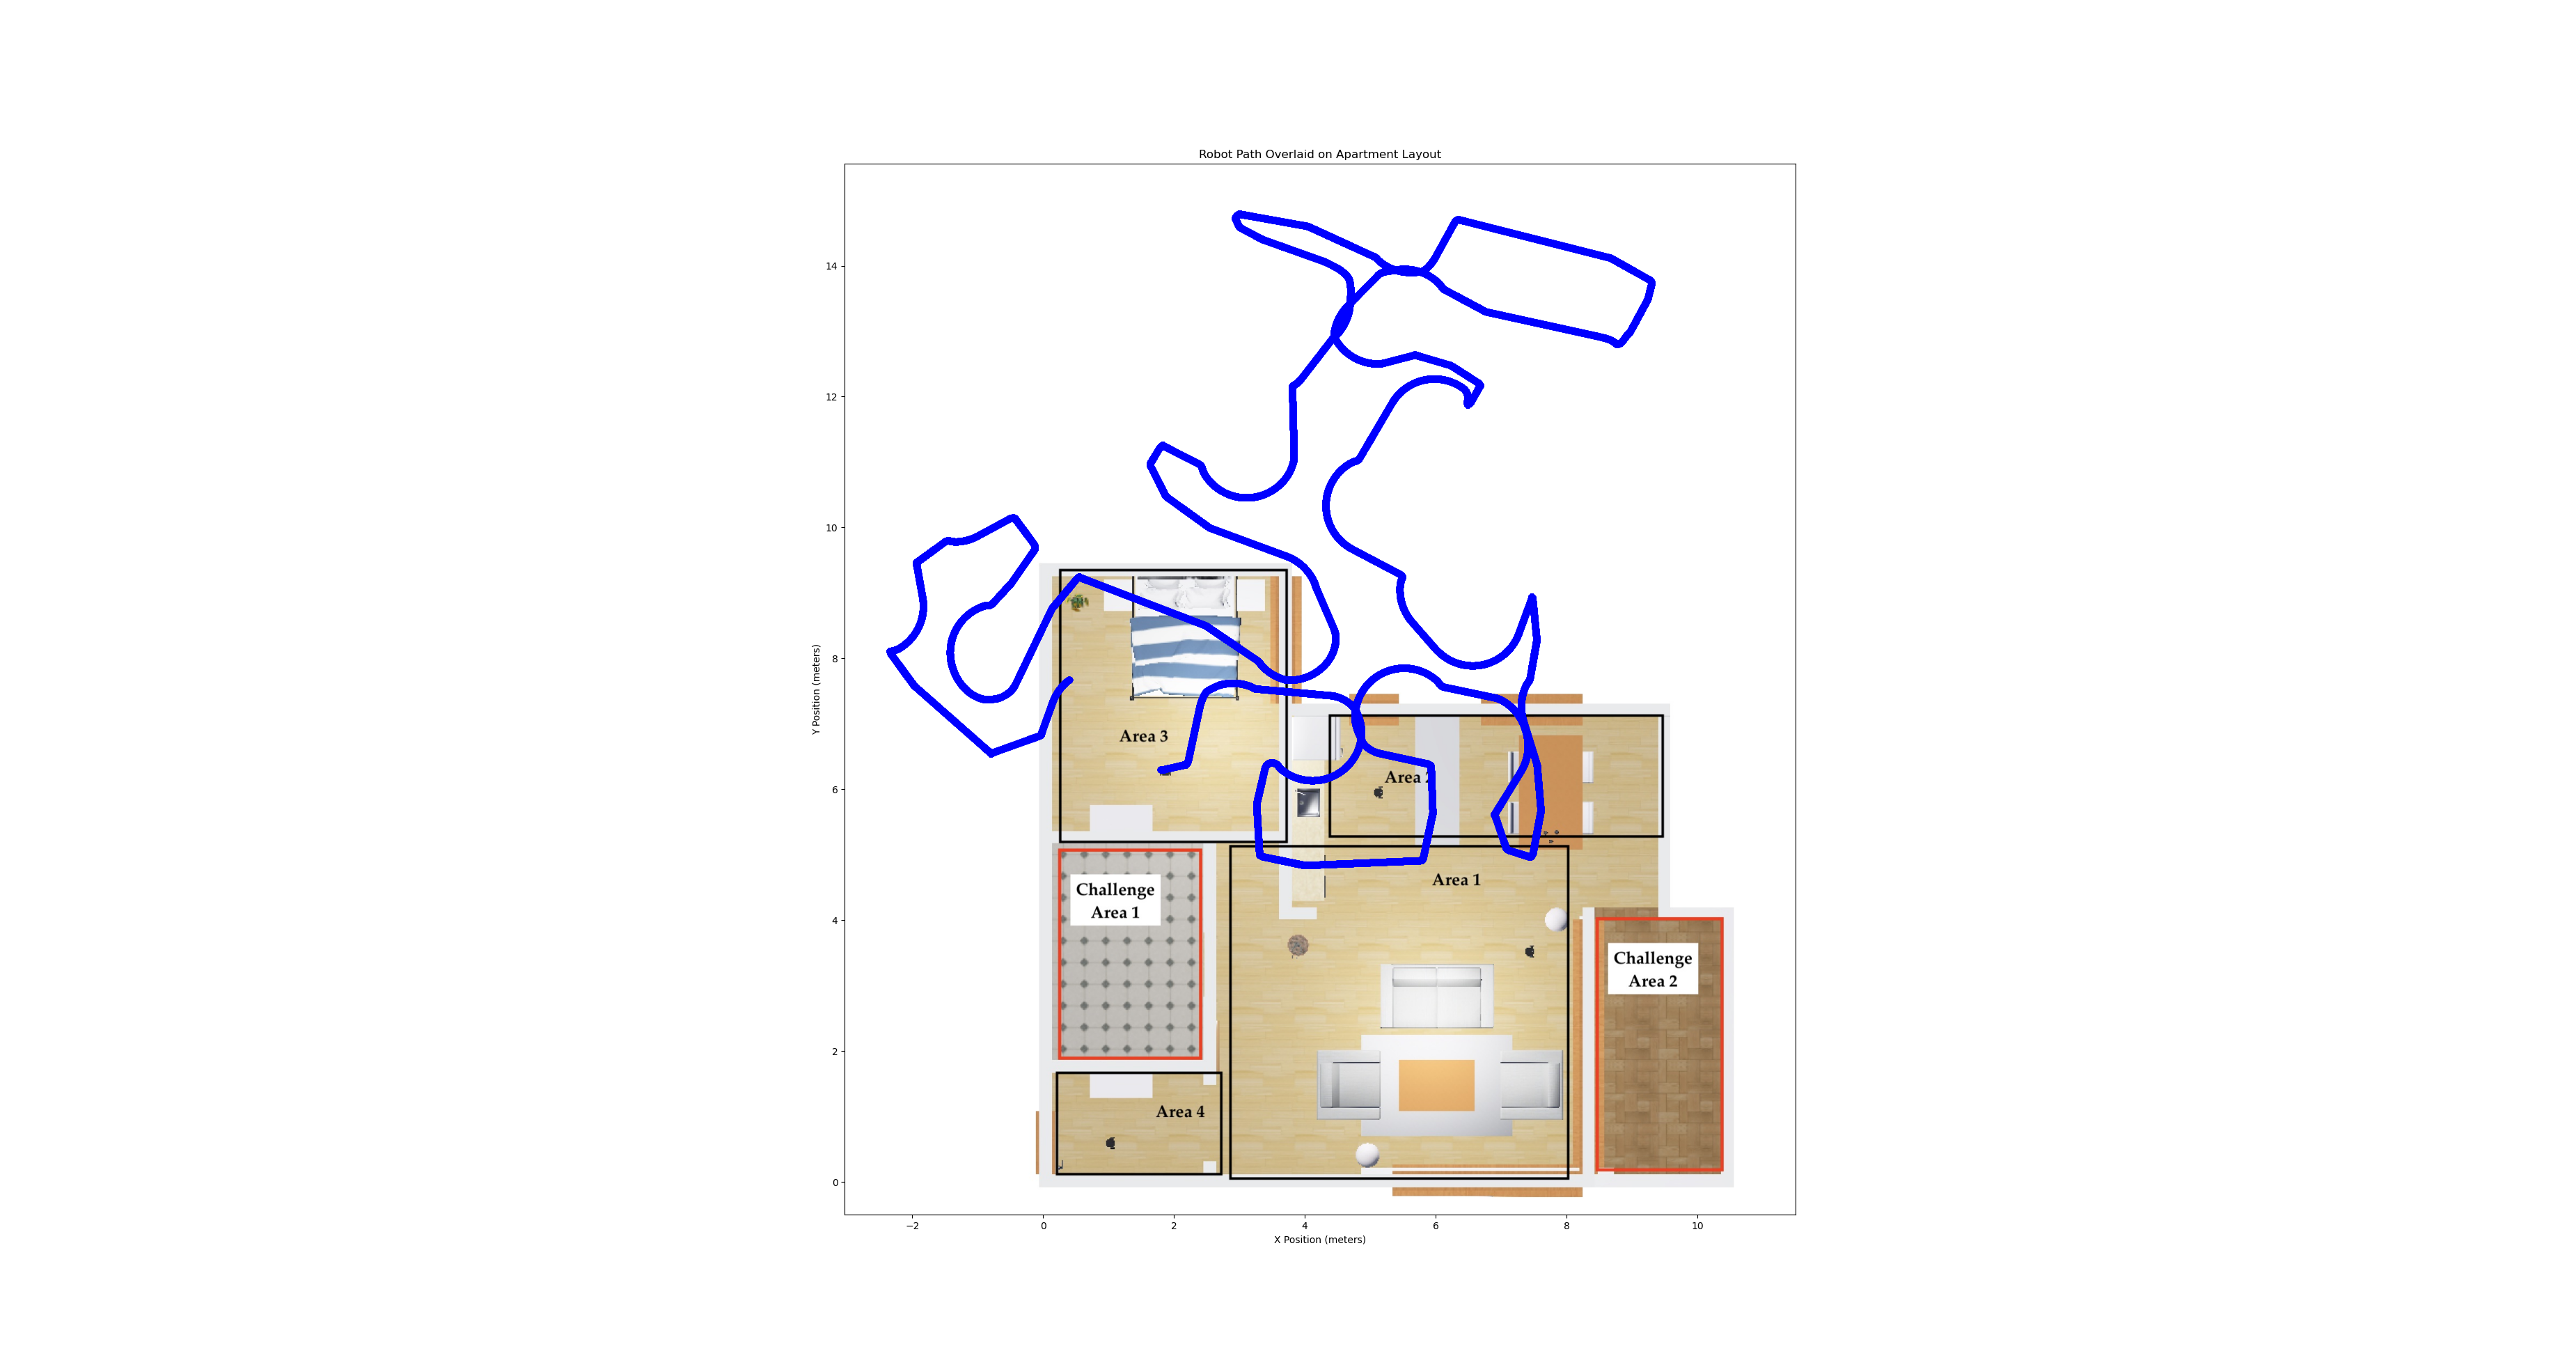 Robot Path Overlaid on Apartment Layout
Y Position (meters)
14
12
10
8
6
4
2
0
Area 3
Area 2
Area 1
Challenge
Area 1
Challenge
Area 2
Area 4
−2
0
2
4
6
8
10
X Position (meters)